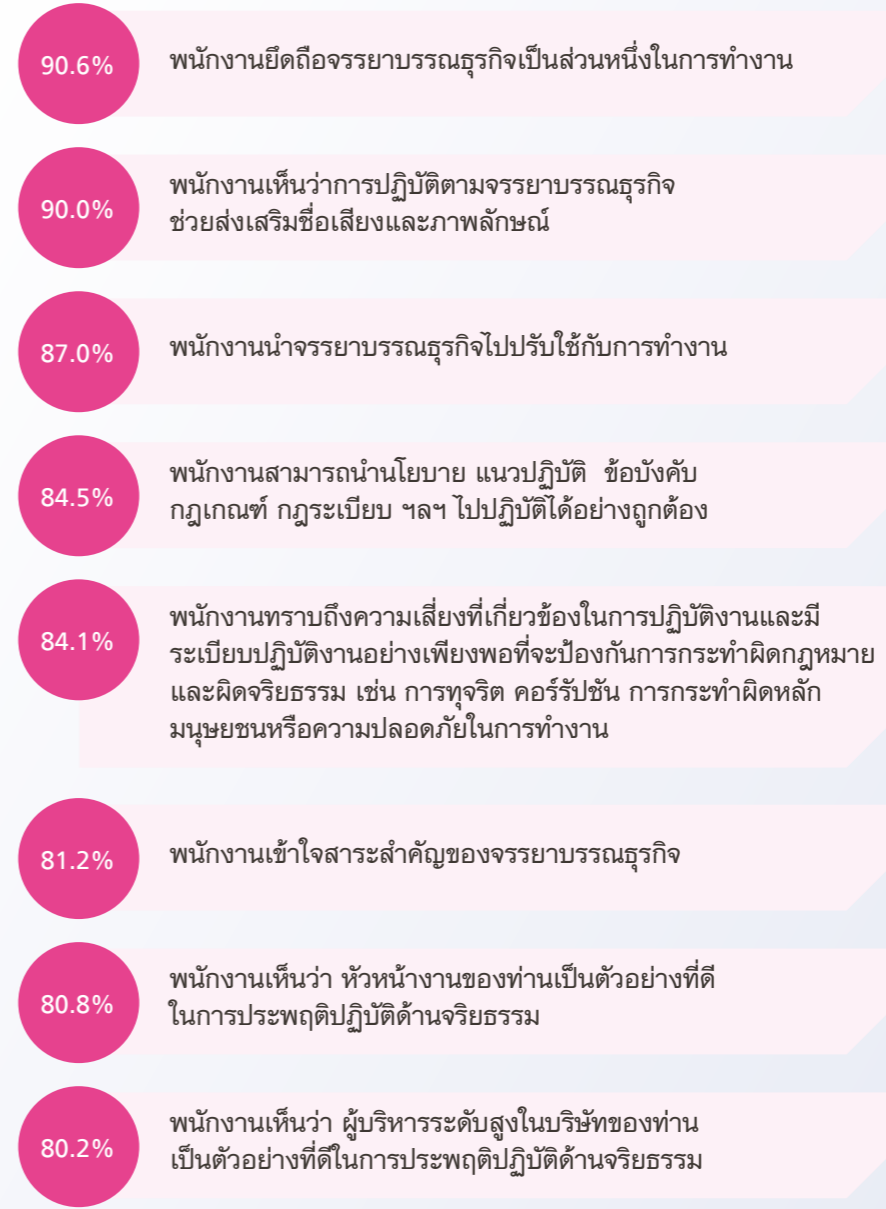 90.6%
พนักงานยึดถือจรรยาบรรณธุรกิจเป็นส่วนหนึ่งในการทำงาน
90.0%
พนักงานเห็นว่าการปฏิบัติตามจรรยาบรรณธุรกิจ
ช่วยส่งเสริมชื่อเสียงและภาพลักษณ์
87.0%
พนักงานนำจรรยาบรรณธุรกิจไปปรับใช้กับการทำงาน
84.5%
พนักงานสามารถนำนโยบาย แนวปฏิบัติ ข้อบังคับ
กฎเกณฑ์ กฎระเบียบ ฯลฯ ไปปฏิบัติได้อย่างถูกต้อง
84.1%
พนักงานทราบถึงความเสี่ยงที่เกี่ยวข้องในการปฏิบัติงานและมี
ระเบียบปฏิบัติงานอย่างเพียงพอที่จะป้องกันการกระทำผิดกฎหมาย
และผิดจริยธรรม เช่น การทุจริต คอร์รัปชัน การกระทำผิดหลัก
มนุษยชนหรือความปลอดภัยในการทำงาน
81.2%
พนักงานเข้าใจสาระสำคัญของจรรยาบรรณธุรกิจ
80.8%
พนักงานเห็นว่า หัวหน้างานของท่านเป็นตัวอย่างที่ดี
ในการประพฤติปฏิบัติด้านจริยธรรม
80.2%
พนักงานเห็นว่า ผู้บริหารระดับสูงในบริษัทของท่าน
เป็นตัวอย่างที่ดีในการประพฤติปฏิบัติด้านจริยธรรม